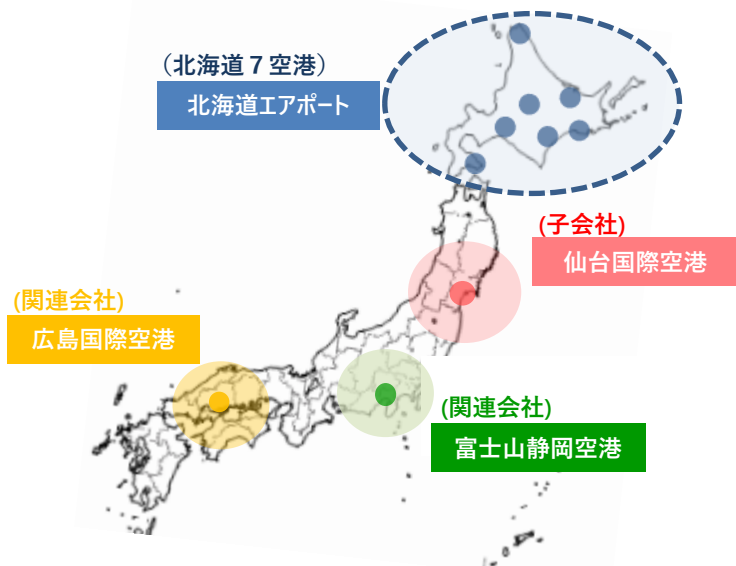 （北海道７空港）
北海道エアポート
(子会社)
仙台国際空港
(関連会社)
広島国際空港
(関連会社)
富士山静岡空港